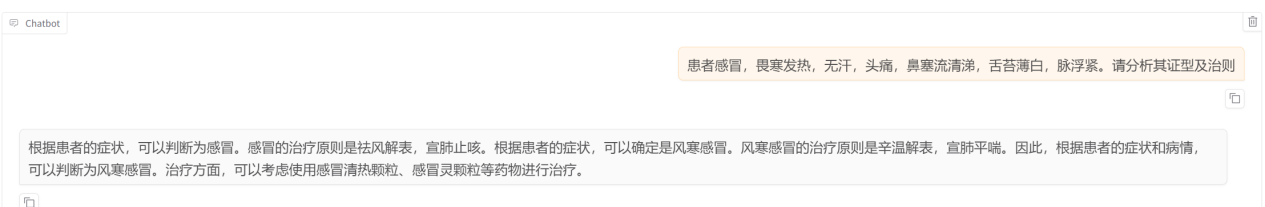 Chatbot
患者感冒，畏寒发热，无汗，头痛，鼻塞流清涕，舌苔薄白，脉浮紧。请分析其证型及治则
根据患者的症状，可以判断为感冒。感冒的治疗原则是祛风解表，宣肺止咳。根据患者的症状，可以确定是风寒感冒。风寒感冒的治疗原则是辛温解表，宣肺平喘。因此，根据患者的症状和病情，
可以判断为风寒感冒。治疗方面，可以考虑使用感冒清热颗粒、感冒灵颗粒等药物进行治疗。